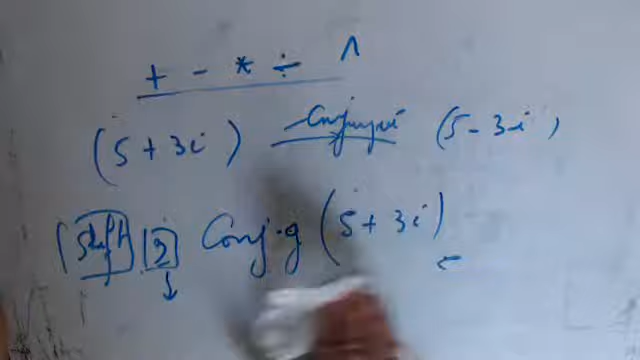 + - * ÷ ^
(5 + 3i) Conjugate (5 - 3i)
(Shift 2 Conj.g (5 + 3i)